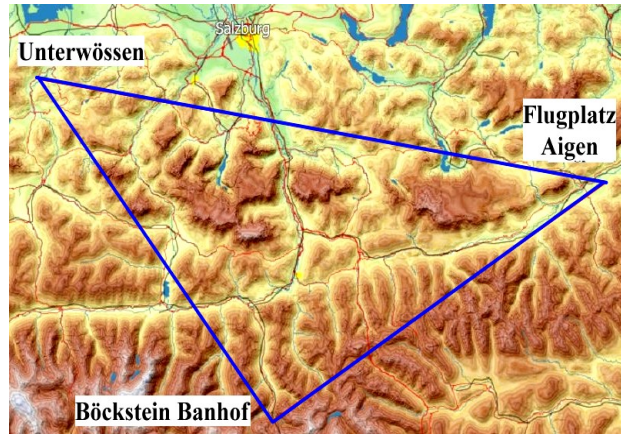 Salzburg
Unterwössen
Flugplatz
Aigen
Böckstein Banhof